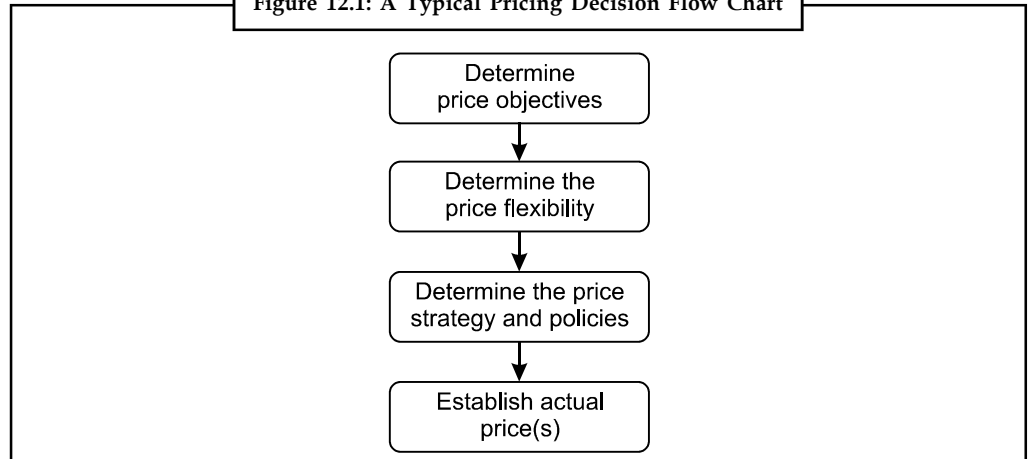 Figure 12.1: A Typical Pricing Decision Flow Chart
Determine
price objectives
Determine the
price flexibility
Determine the price
strategy and policies
Establish actual
price(s)